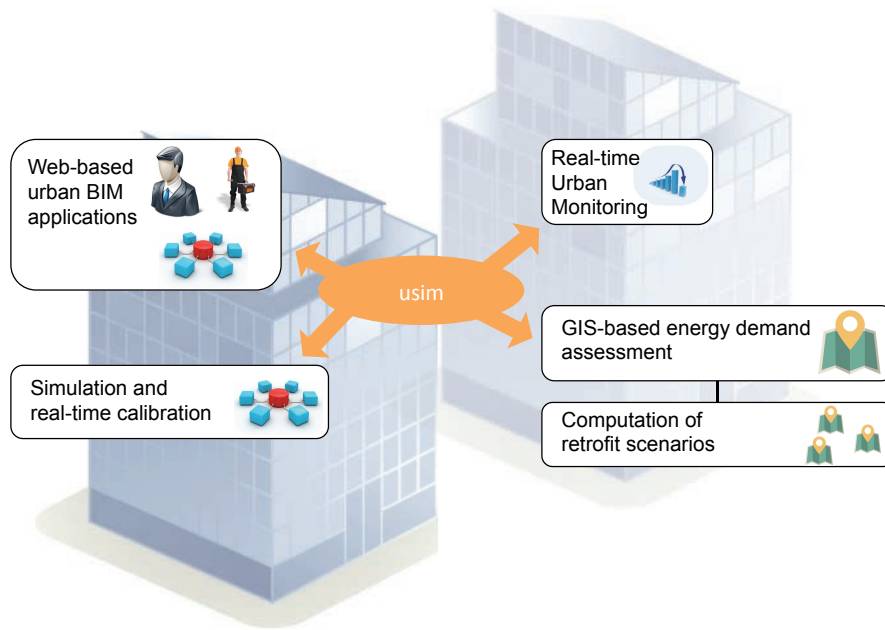 Web-based
urban BIM
applications
Real-time
Urban
Monitoring
usim
GIS-based energy demand
assessment
Simulation and
real-time calibration
Computation of
retrofit scenarios